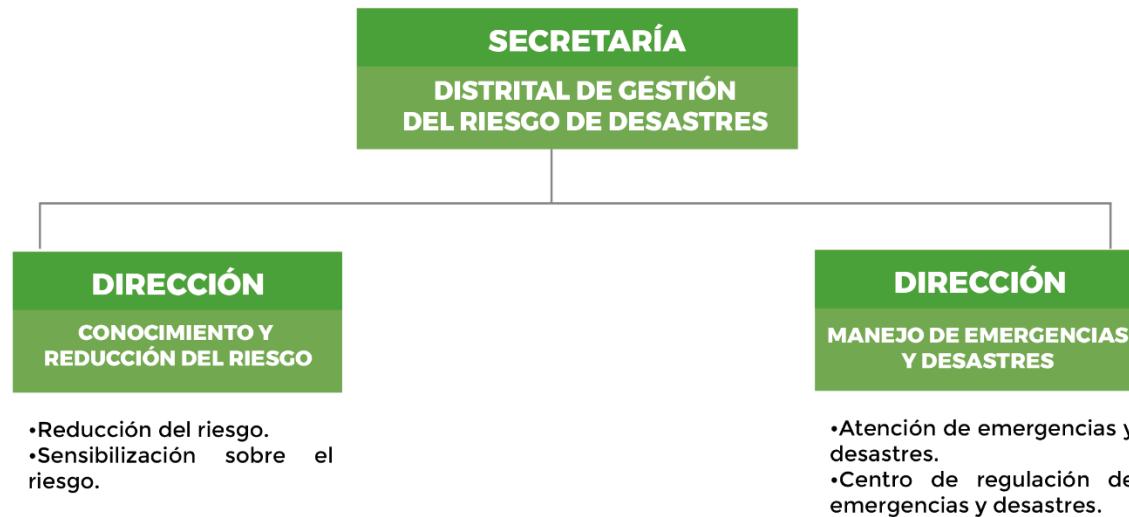 SECRETARÍA
DISTRITAL DE GESTIÓN
DEL RIESGO DE DESASTRES
DIRECCIÓN
CONOCIMIENTO Y
REDUCCIÓN DEL RIESGO
•Reducción del riesgo.
•Sensibilización sobre el
riesgo.
DIRECCIÓN
MANEJO DE EMERGENCIAS
Y DESASTRES
•Atención de emergencias y
desastres.
•Centro de regulación de
emergencias y desastres.